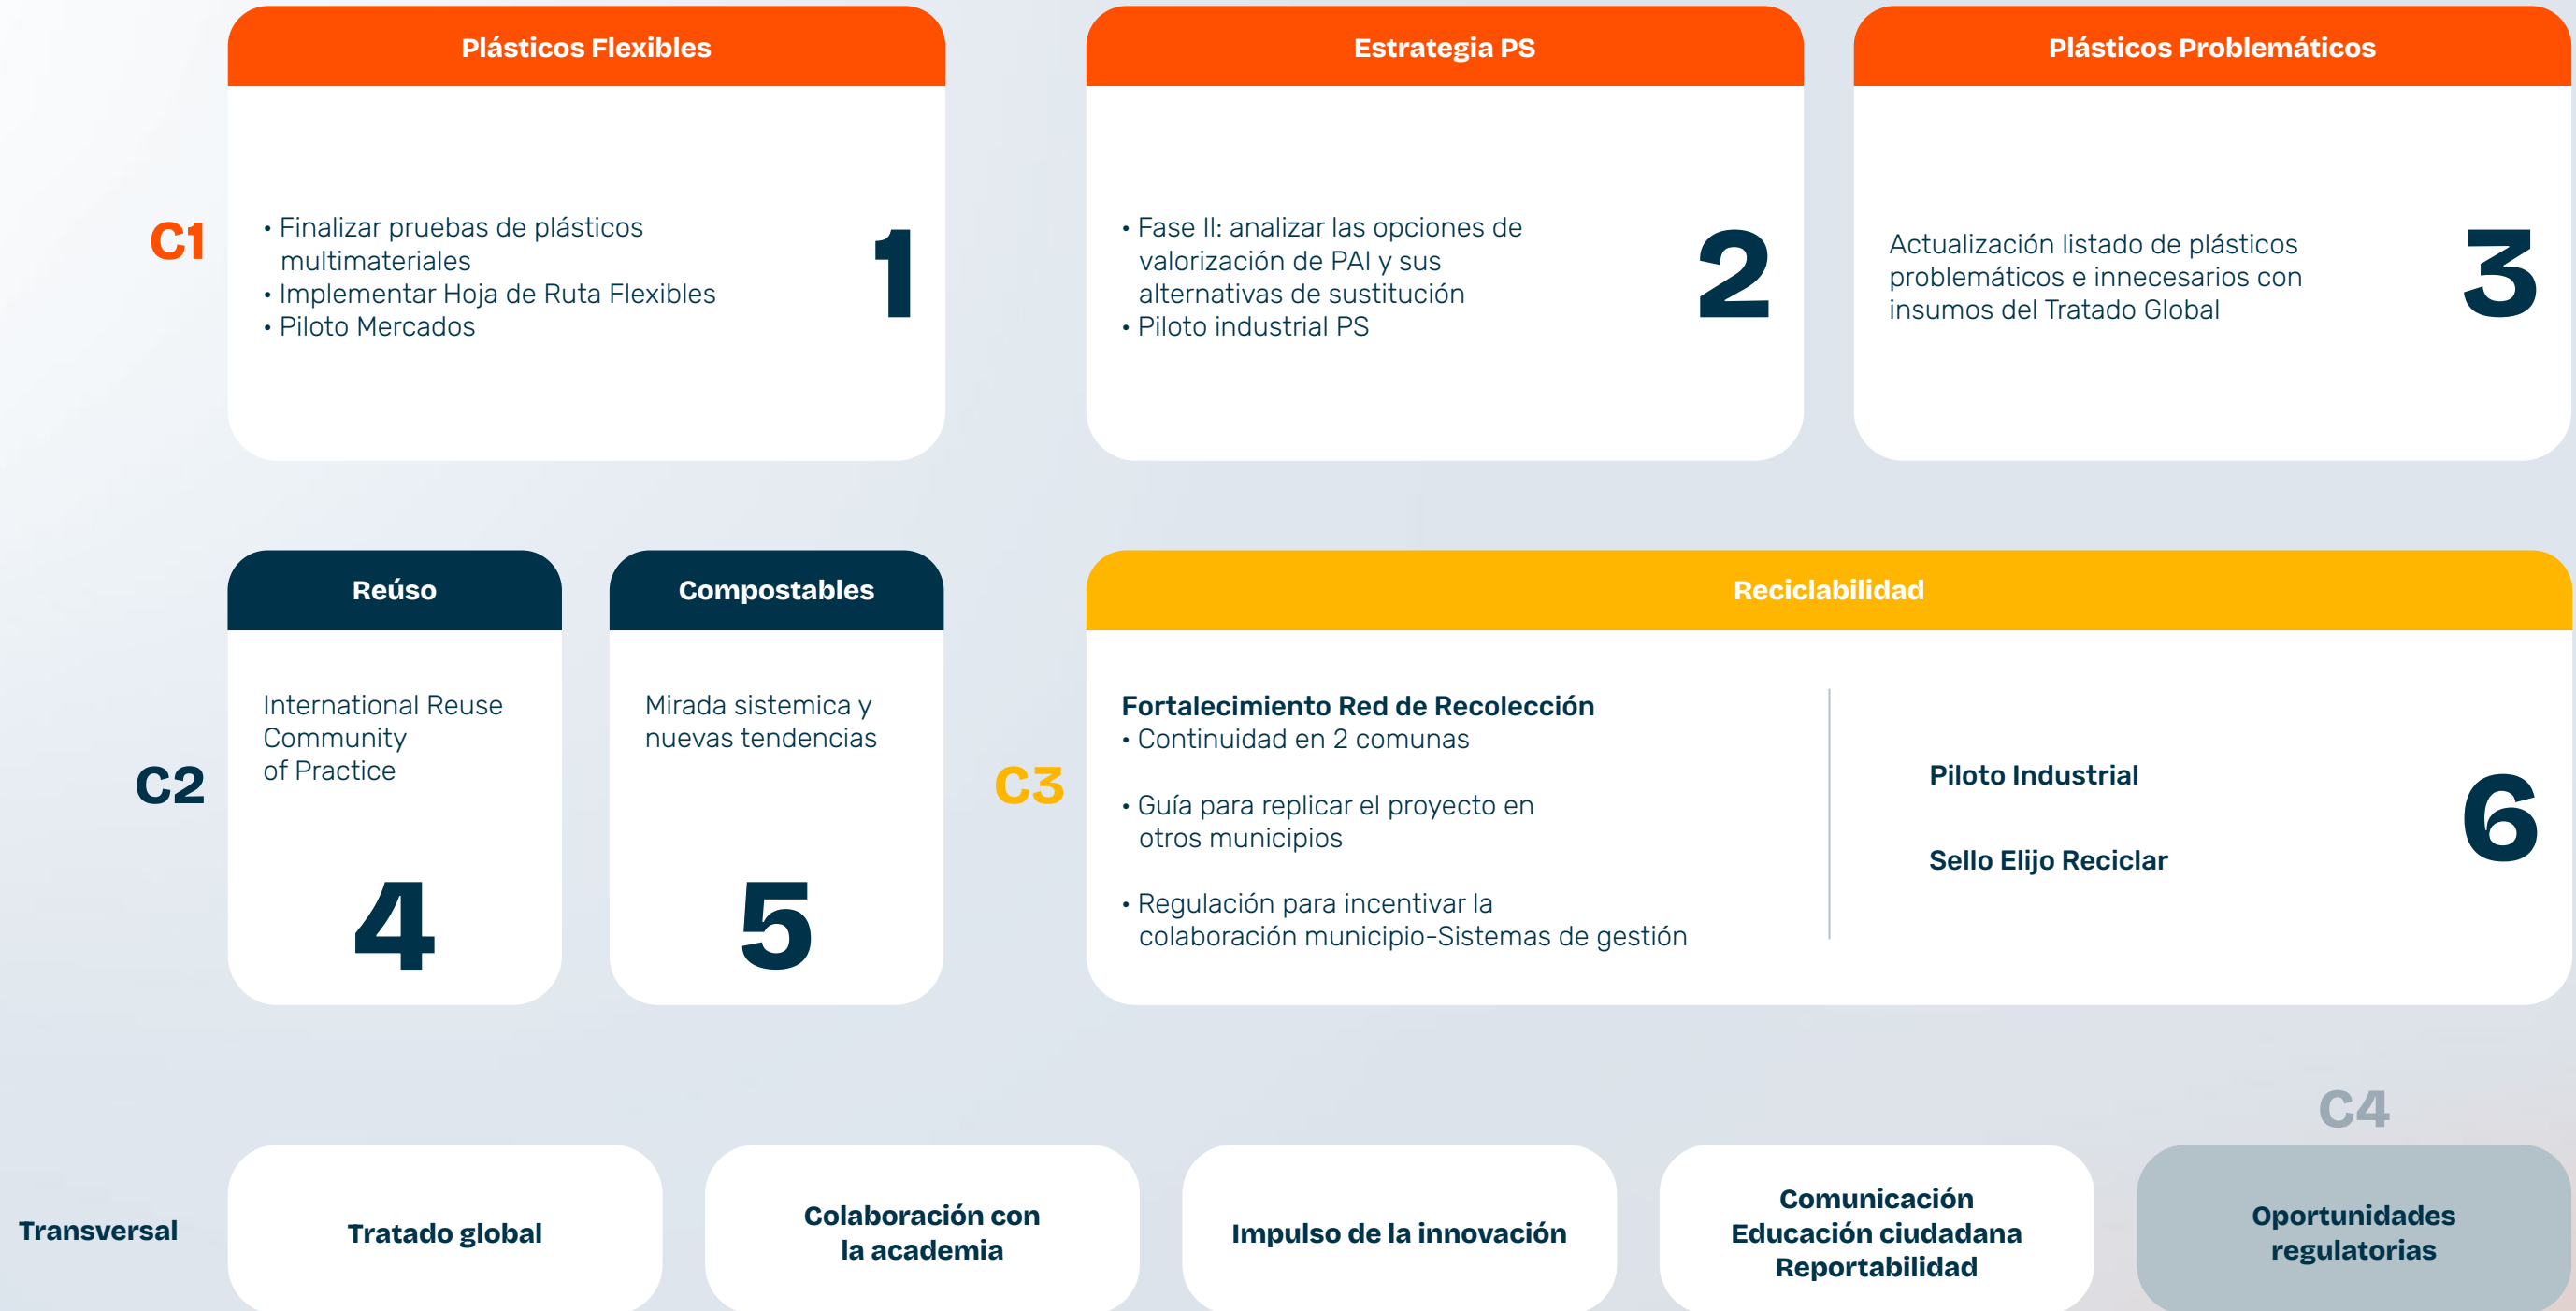 C1
Plásticos Flexibles
• Finalizar pruebas de plásticos
multimateriales
• Implementar Hoja de Ruta Flexibles
• Piloto Mercados
1
Estrategia PS
• Fase II: analizar las opciones de
valorización de PAI y sus
alternativas de sustitución
• Piloto industrial PS
2
Plásticos Problemáticos
Actualización listado de plásticos
problemáticos e innecesarios con
insumos del Tratado Global
3
C2
Reúso
International Reuse
Community
of Practice
4
Compostables
Mirada sistemica y
nuevas tendencias
5
C3
Reciclabilidad
Fortalecimiento Red de Recolección
• Continuidad en 2 comunas
• Guía para replicar el proyecto en
otros municipios
• Regulación para incentivar la
colaboración municipio-Sistemas de gestión
Piloto Industrial
Sello Elijo Reciclar
6
Transversal
Tratado global
Colaboración con
la academia
Impulso de la innovación
Comunicación
Educación ciudadana
Reportabilidad
C4
Oportunidades
regulatorias